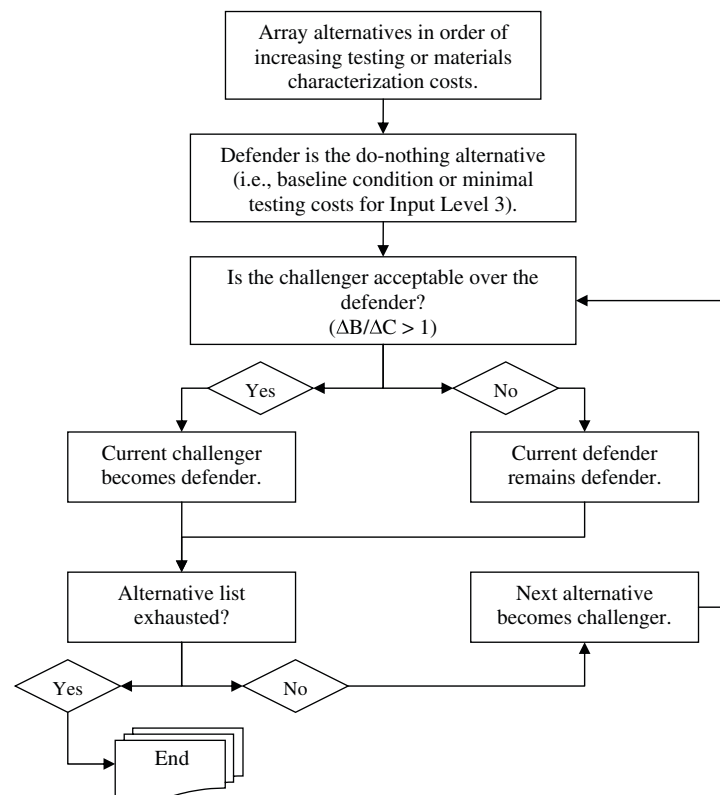 Array alternatives in order of
increasing testing or materials
characterization costs.
Defender is the do-nothing alternative
(i.e., baseline condition or minimal
testing costs for Input Level 3).
Is the challenger acceptable over the
defender?
(ΔB/ΔC > 1)
Yes
No
Current challenger
becomes defender.
Current defender
remains defender.
Alternative list
exhausted?
Next alternative
becomes challenger.
Yes
No
End